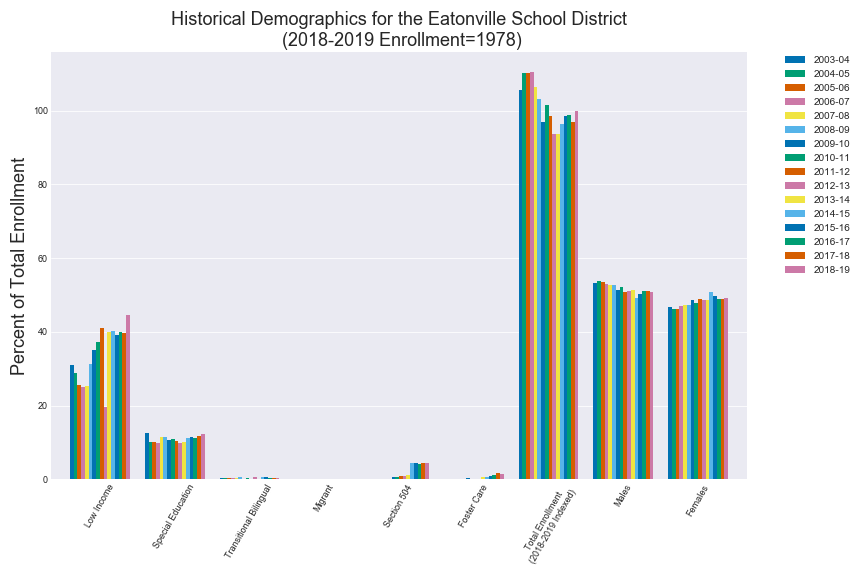 Historical Demographics for the Eatonville School District
(2018-2019 Enrollment=1978)
Percent of Total Enrollment
100
80
60
40
20
0
Low Income
Special Education
Transitional Bilingual
Migrant
Section 504
Foster Care
Total Enrollment
(2018-2019 Indexed)
Males
Females
2003-04
2004-05
2005-06
2006-07
2007-08
2008-09
2009-10
2010-11
2011-12
2012-13
2013-14
2014-15
2015-16
2016-17
2017-18
2018-19